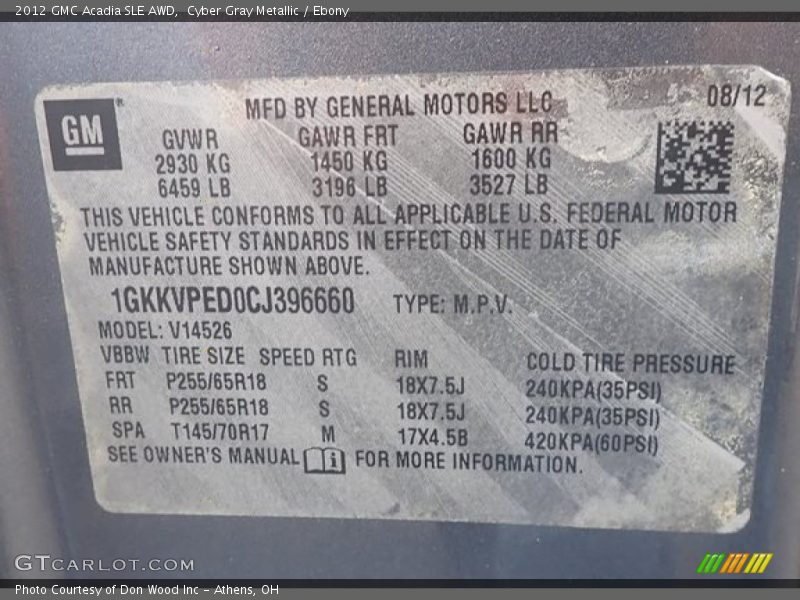 2012 GMC Acadia SLE AWD,  Cyber Gray Metallic / Ebony
GM
MFD BY GENERAL MOTORS LLC
08/12
GVWR GAWR FRT GAWR RR
2930 KG 1450 KG 1600 KG
6459 LB 3196 LB 3527 LB
THIS VEHICLE CONFORMS TO ALL APPLICABLE U.S. FEDERAL MOTOR
VEHICLE SAFETY STANDARDS IN EFFECT ON THE DATE OF
MANUFACTURE SHOWN ABOVE.
1GKKVPED0CJ396660 TYPE: M.P.V.
MODEL: V14526
VBBW TIRE SIZE SPEED RTG RIM COLD TIRE PRESSURE
FRT P255/65R18 S 18X7.5J 240KPA(35PSI)
RR P255/65R18 S 18X7.5J 240KPA(35PSI)
SPA T145/70R17 M 17X4.5B 420KPA(60PSI)
SEE OWNER'S MANUAL i FOR MORE INFORMATION.
GTCARLOT.COM
Photo Courtesy of Don Wood Inc - Athens, OH